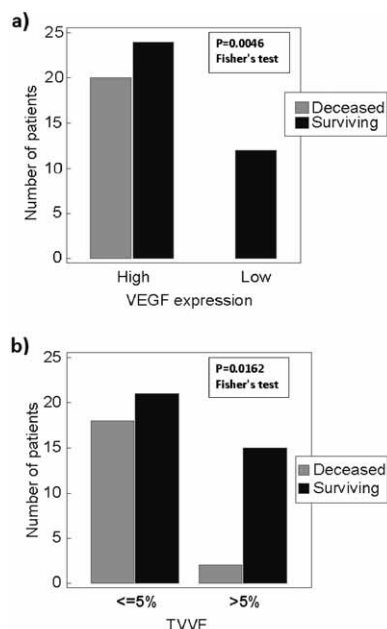 a)
25
20
15
10
5
0
Number of patients
P=0.0046
Fisher's test
Deceased
Surviving
High Low
VEGF expression
b)
25
20
15
10
5
0
Number of patients
P=0.0162
Fisher's test
Deceased
Surviving
<=5% >5%
TVVF